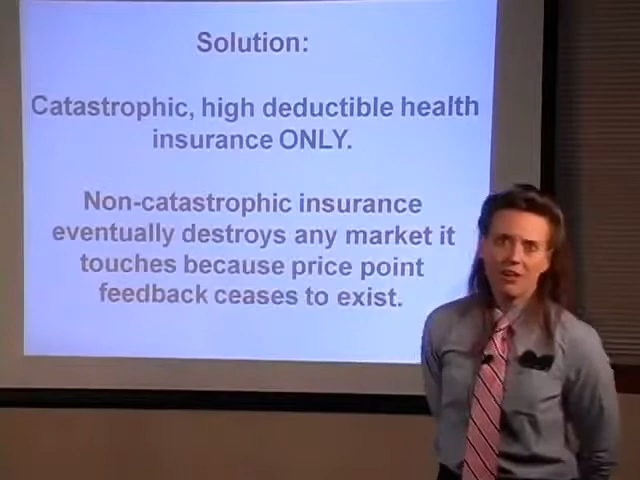 Solution:
Catastrophic, high deductible health
insurance ONLY.
Non-catastrophic insurance
eventually destroys any market it
touches because price point
feedback ceases to exist.